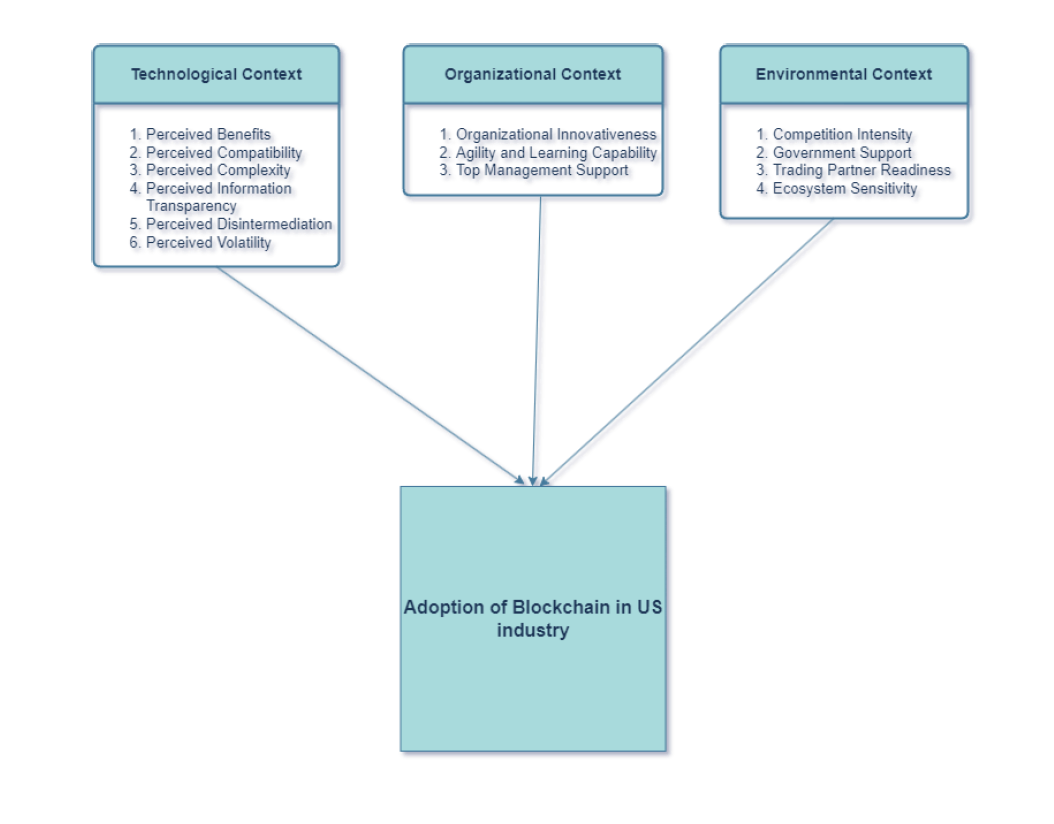 Technological Context
1. Perceived Benefits
2. Perceived Compatibility
3. Perceived Complexity
4. Perceived Information
Transparency
5. Perceived Disintermediation
6. Perceived Volatility
Organizational Context
1. Organizational Innovativeness
2. Agility and Learning Capability
3. Top Management Support
Environmental Context
1. Competition Intensity
2. Government Support
3. Trading Partner Readiness
4. Ecosystem Sensitivity
Adoption of Blockchain in US
industry